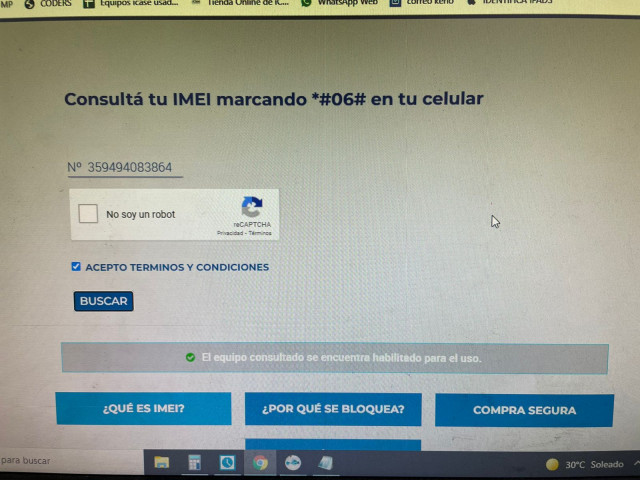 MP CODERS Equipos icase usad... Tienda Online de K.... WhatsApp Web correo keno IDENTIFICA IPADS
Consultá tu IMEI marcando *#06# en tu celular
Nº 359494083864
No soy un robot
reCAPTCHA
Privacidad - Términos
ACEPTO TERMINOS Y CONDICIONES
BUSCAR
El equipo consultado se encuentra habilitado para el uso.
¿QUÉ ES IMEI? ¿POR QUÉ SE BLOQUEA? COMPRA SEGURA
para buscar 30°C Soleado